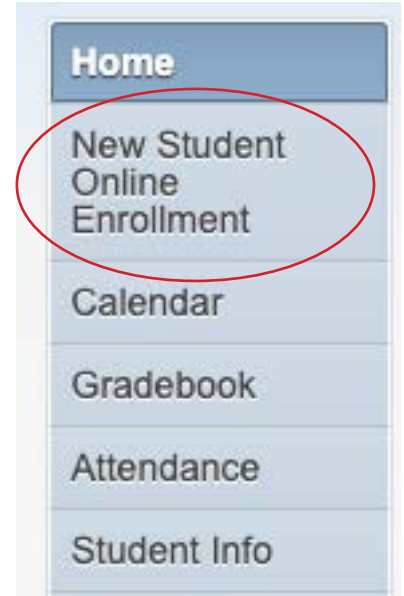 Home
New Student
Online
Enrollment
Calendar
Gradebook
Attendance
Student Info